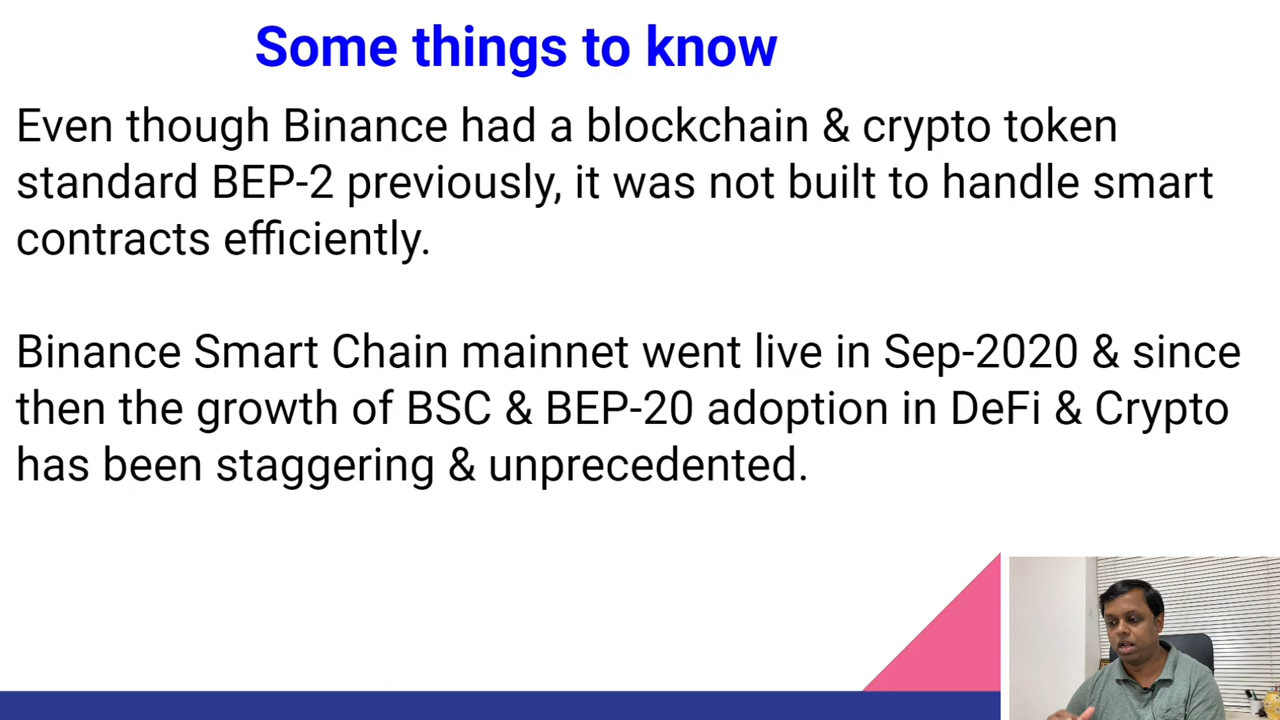 Some things to know
Even though Binance had a blockchain & crypto token
standard BEP-2 previously, it was not built to handle smart
contracts efficiently.
Binance Smart Chain mainnet went live in Sep-2020 & since
then the growth of BSC & BEP-20 adoption in DeFi & Crypto
has been staggering & unprecedented.